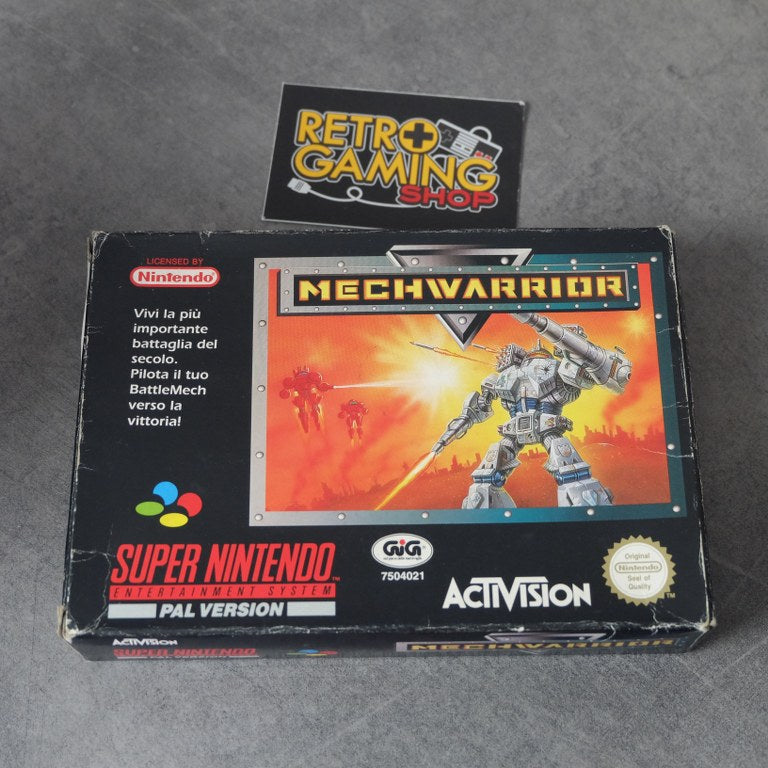 RETRO
GAMING
SHOP
LICENSED BY
Nintendo
MECHWARRIOR
Vivi la più
importante
battaglia del
secolo.
Pilota il tuo
BattleMech
verso la
vittoria!
SUPER NINTENDO
ENTERTAINMENT SYSTEM
PAL VERSION
GiG
7504021
ACTIVISION
Original
Nintendo
Seal of
Quality
TM
ACTIVISION
SUPER NINTENDO
MECHWARRIOR